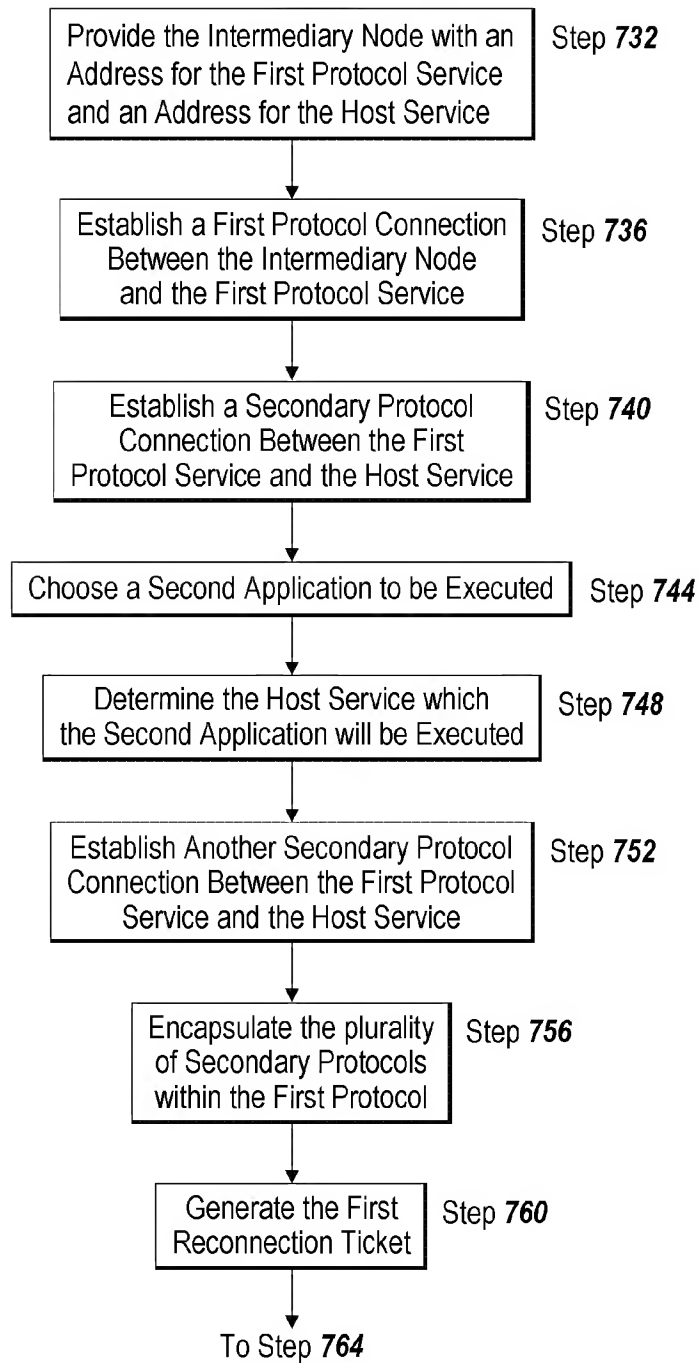 Provide the Intermediary Node with an
Address for the First Protocol Service
and an Address for the Host Service
Step 732
Establish a First Protocol Connection
Between the Intermediary Node
and the First Protocol Service
Step 736
Establish a Secondary Protocol
Connection Between the First
Protocol Service and the Host Service
Step 740
Choose a Second Application to be Executed
Step 744
Determine the Host Service which
the Second Application will be Executed
Step 748
Establish Another Secondary Protocol
Connection Between the First Protocol
Service and the Host Service
Step 752
Encapsulate the plurality
of Secondary Protocols
within the First Protocol
Step 756
Generate the First
Reconnection Ticket
Step 760
To Step 764